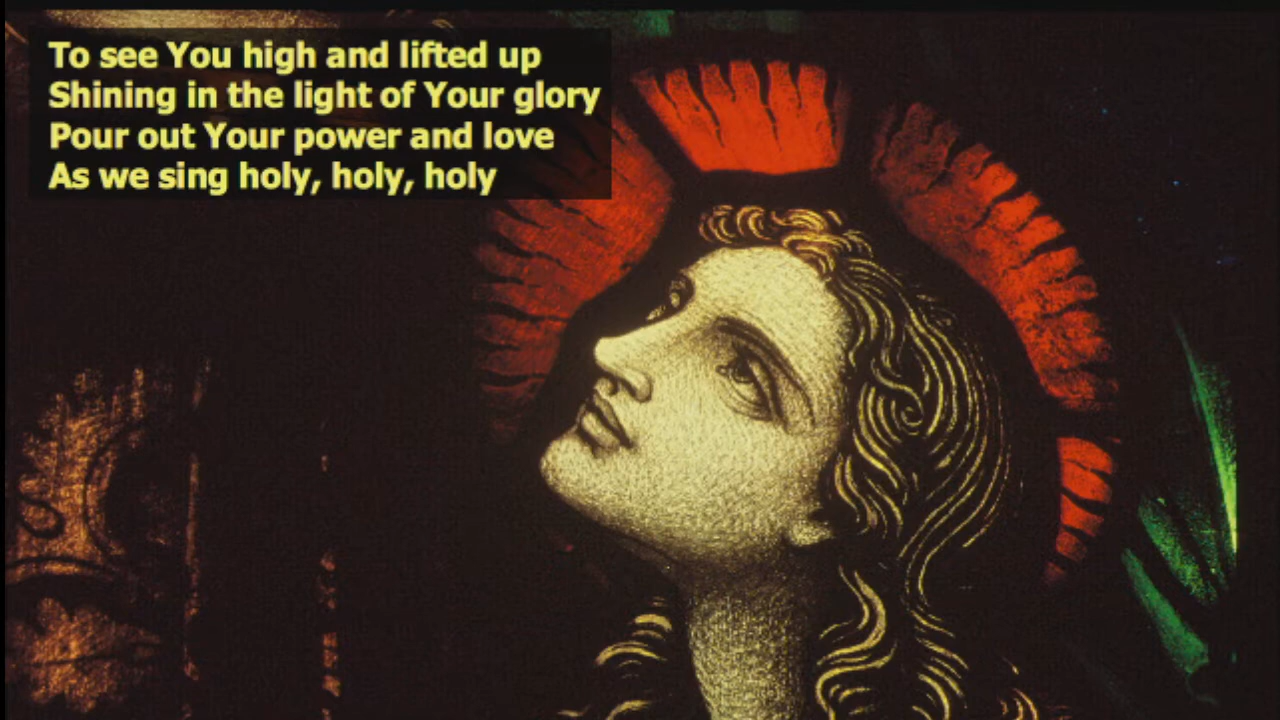 To see You high and lifted up
Shining in the light of Your glory
Pour out Your power and love
As we sing holy, holy, holy